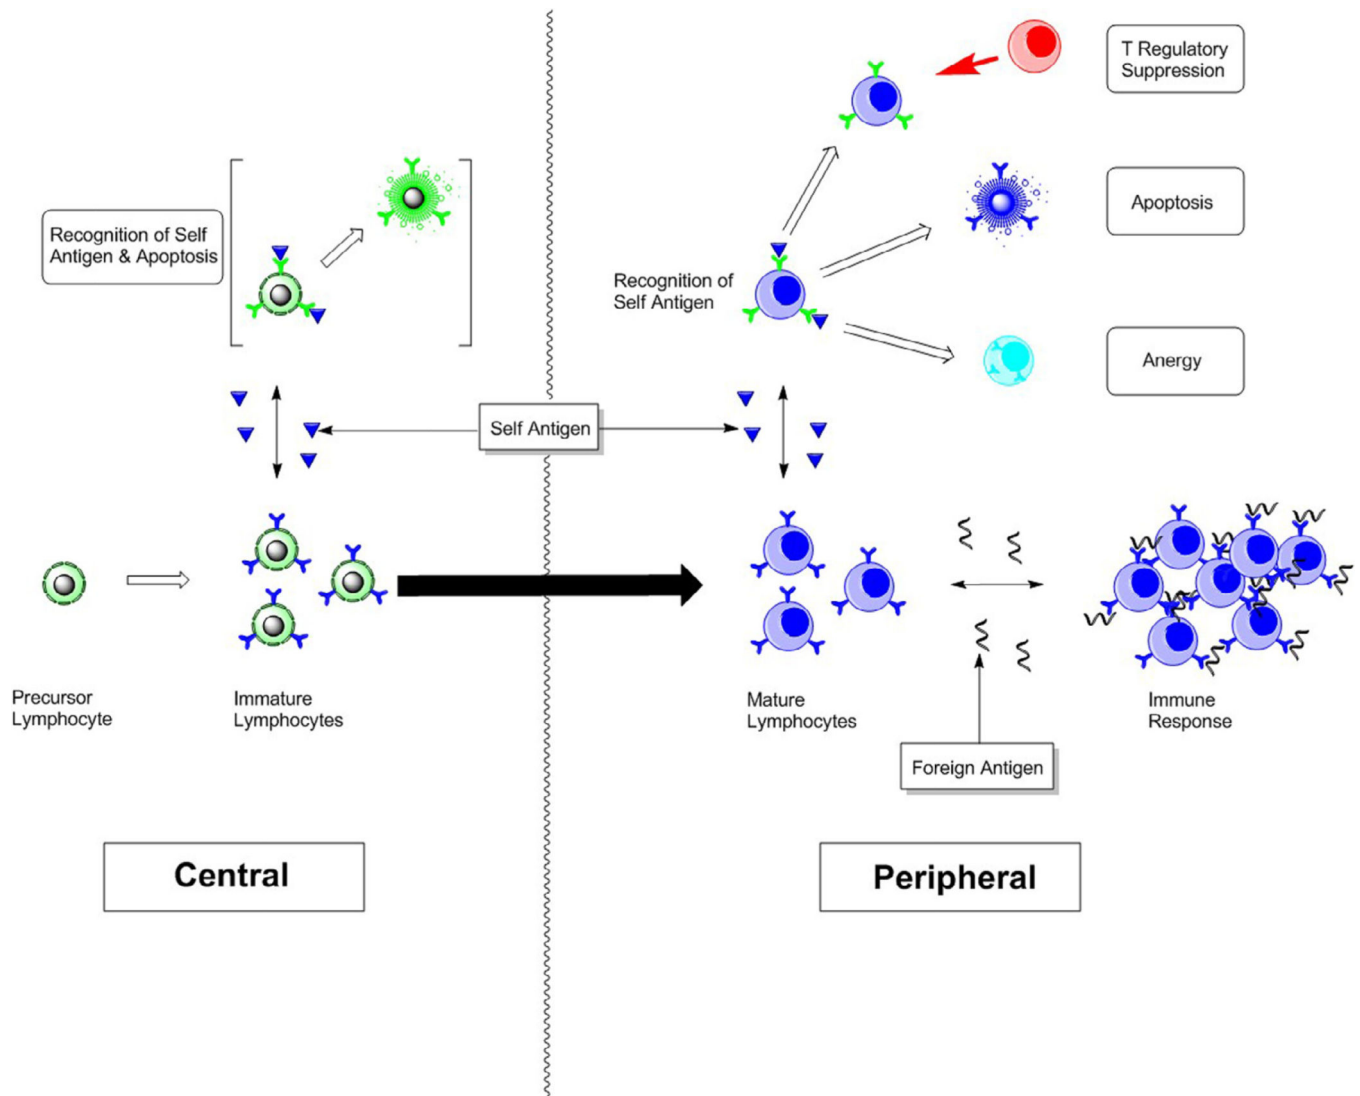 T Regulatory
Suppression
Recognition of Self
Antigen & Apoptosis
Apoptosis
Recognition of
Self Antigen
Anergy
Self Antigen
Precursor
Lymphocyte
Immature
Lymphocytes
Mature
Lymphocytes
Immune
Response
Foreign Antigen
Central
Peripheral